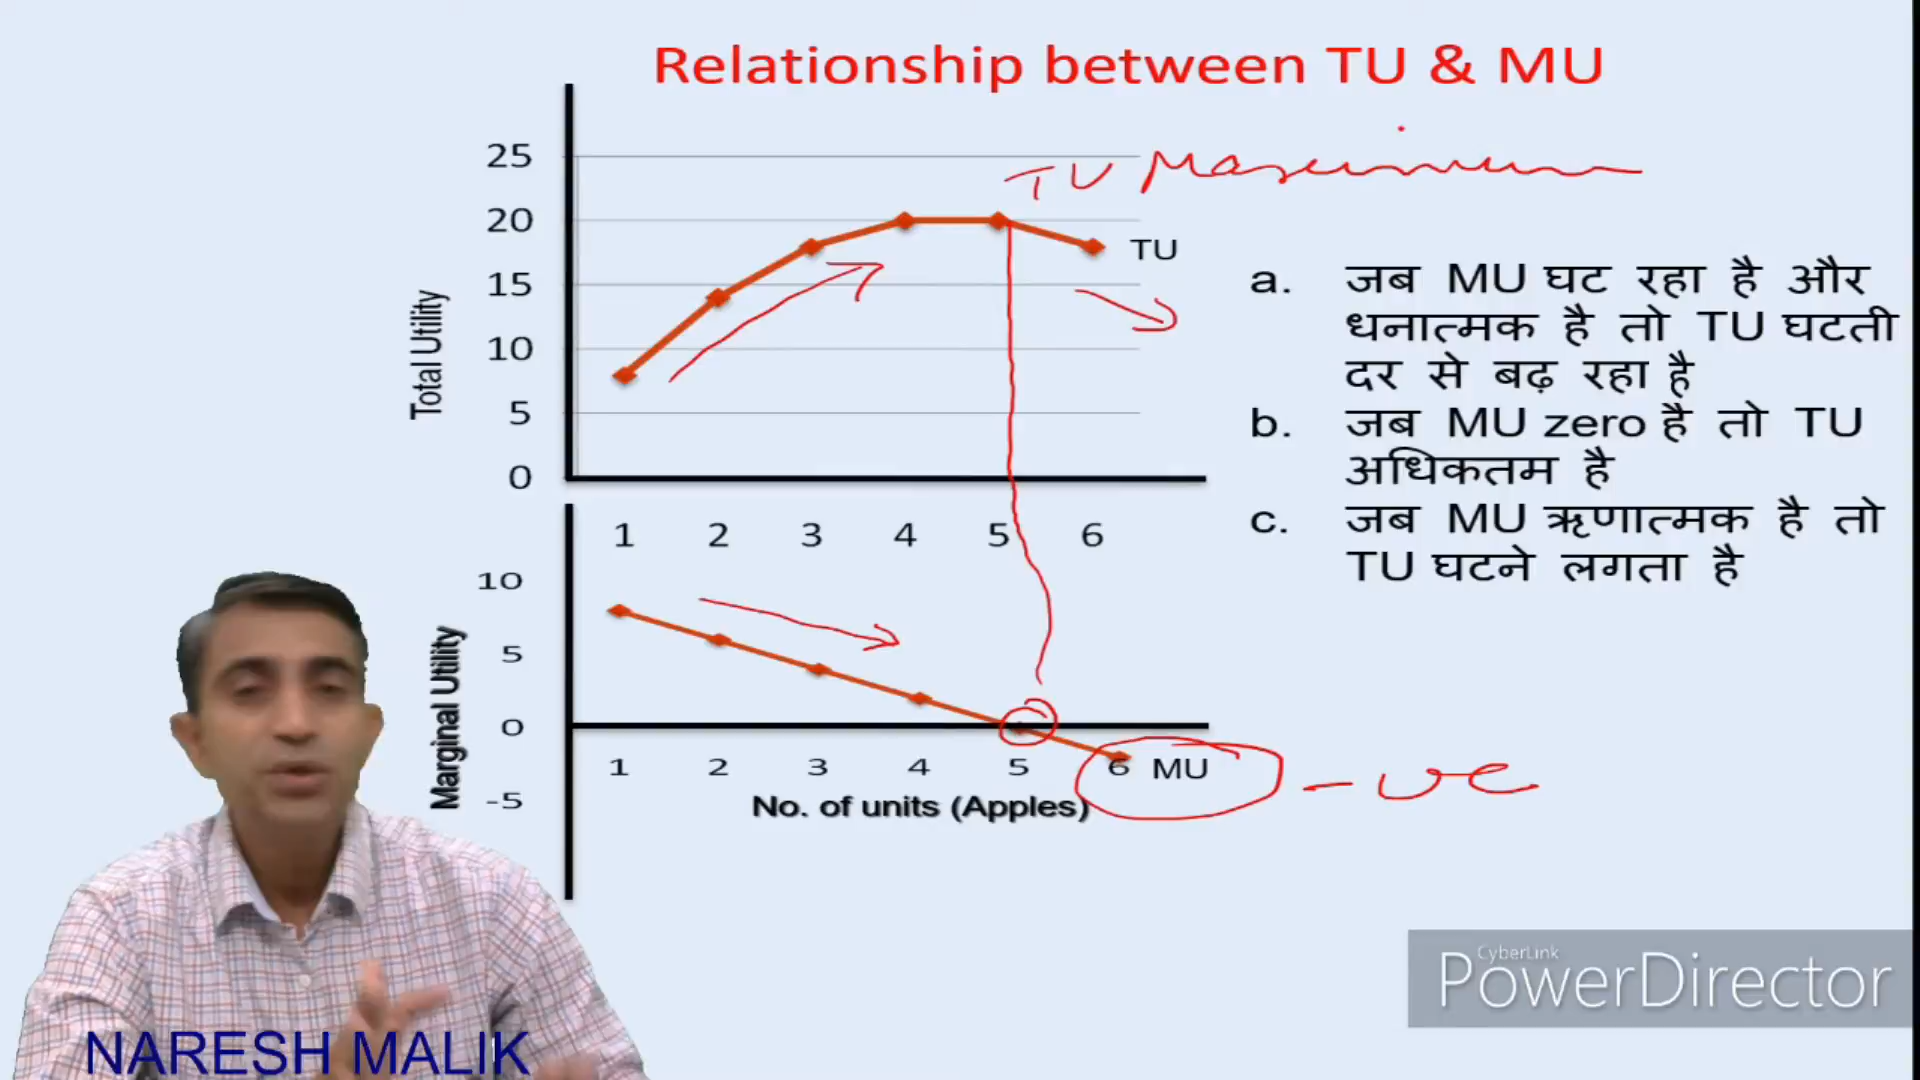 Relationship between TU & MU
TU Maximum
25
20
15
10
5
0
Total Utility
TU
1 2 3 4 5 6
10
5
0
-5
Marginal Utility
1 2 3 4 5 6 MU
No. of units (Apples)
-ve
a. जब MU घट रहा है और
धनात्मक है तो TU घटती
दर से बढ़ रहा है
b. जब MU zero है तो TU
अधिकतम है
c. जब MU ऋणात्मक है तो
TU घटने लगता है
CyberLink
PowerDirector
NARESH MALIK